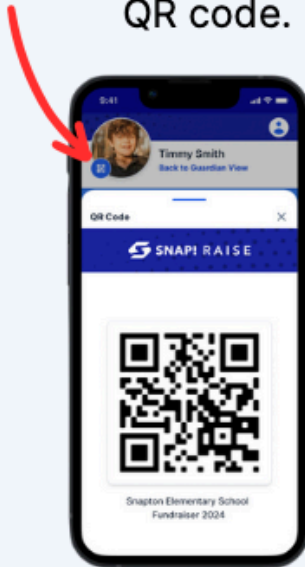 QR code.
9:41
Timmy Smith
Back to Guardian View
QR Code
SNAP! RAISE
Snapton Elementary School
Fundraiser 2024